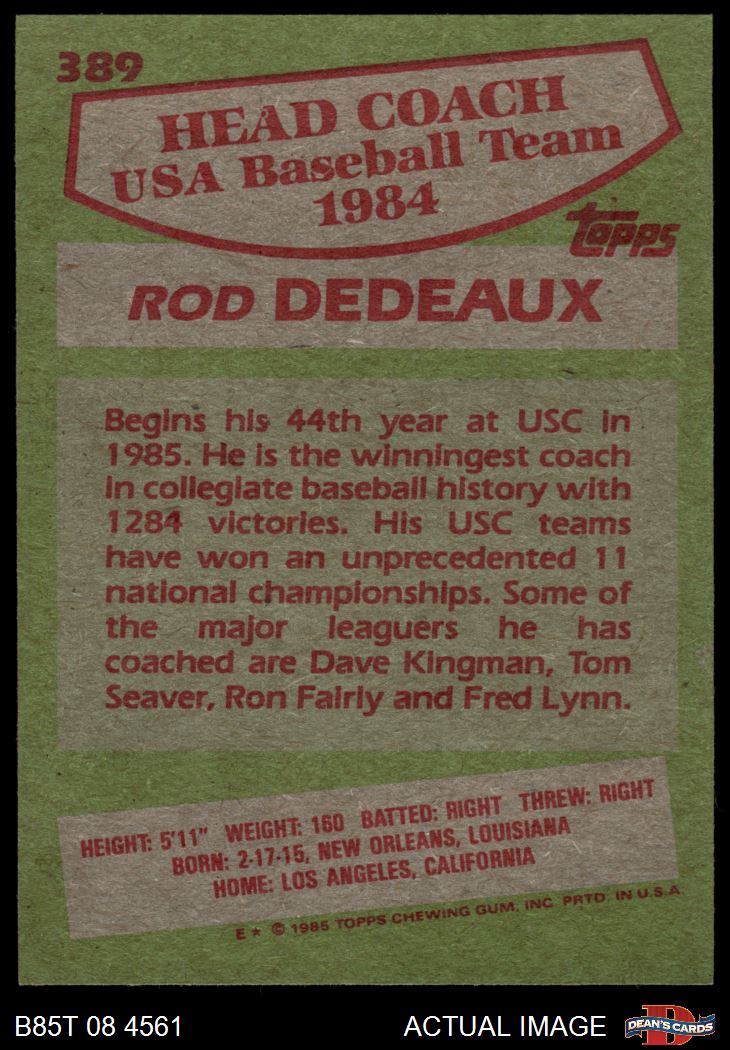 389
HEAD COACH
USA Baseball Team
1984
topps
ROD DEDEAUX
Begins his 44th year at USC in
1985. He is the winningest coach
in collegiate baseball history with
1284 victories. His USC teams
have won an unprecedented 11
national championships. Some of
the major leaguers he has
coached are Dave Kingman, Tom
Seaver, Ron Fairly and Fred Lynn.
HEIGHT: 5'11" WEIGHT: 160 BATTED: RIGHT THREW: RIGHT
BORN: 2-17-15, NEW ORLEANS, LOUISIANA
HOME: LOS ANGELES, CALIFORNIA
E * © 1985 TOPPS CHEWING GUM, INC. PRTD. IN U.S.A.
B85T 08 4561
ACTUAL IMAGE
D
DEAN'S CARDS